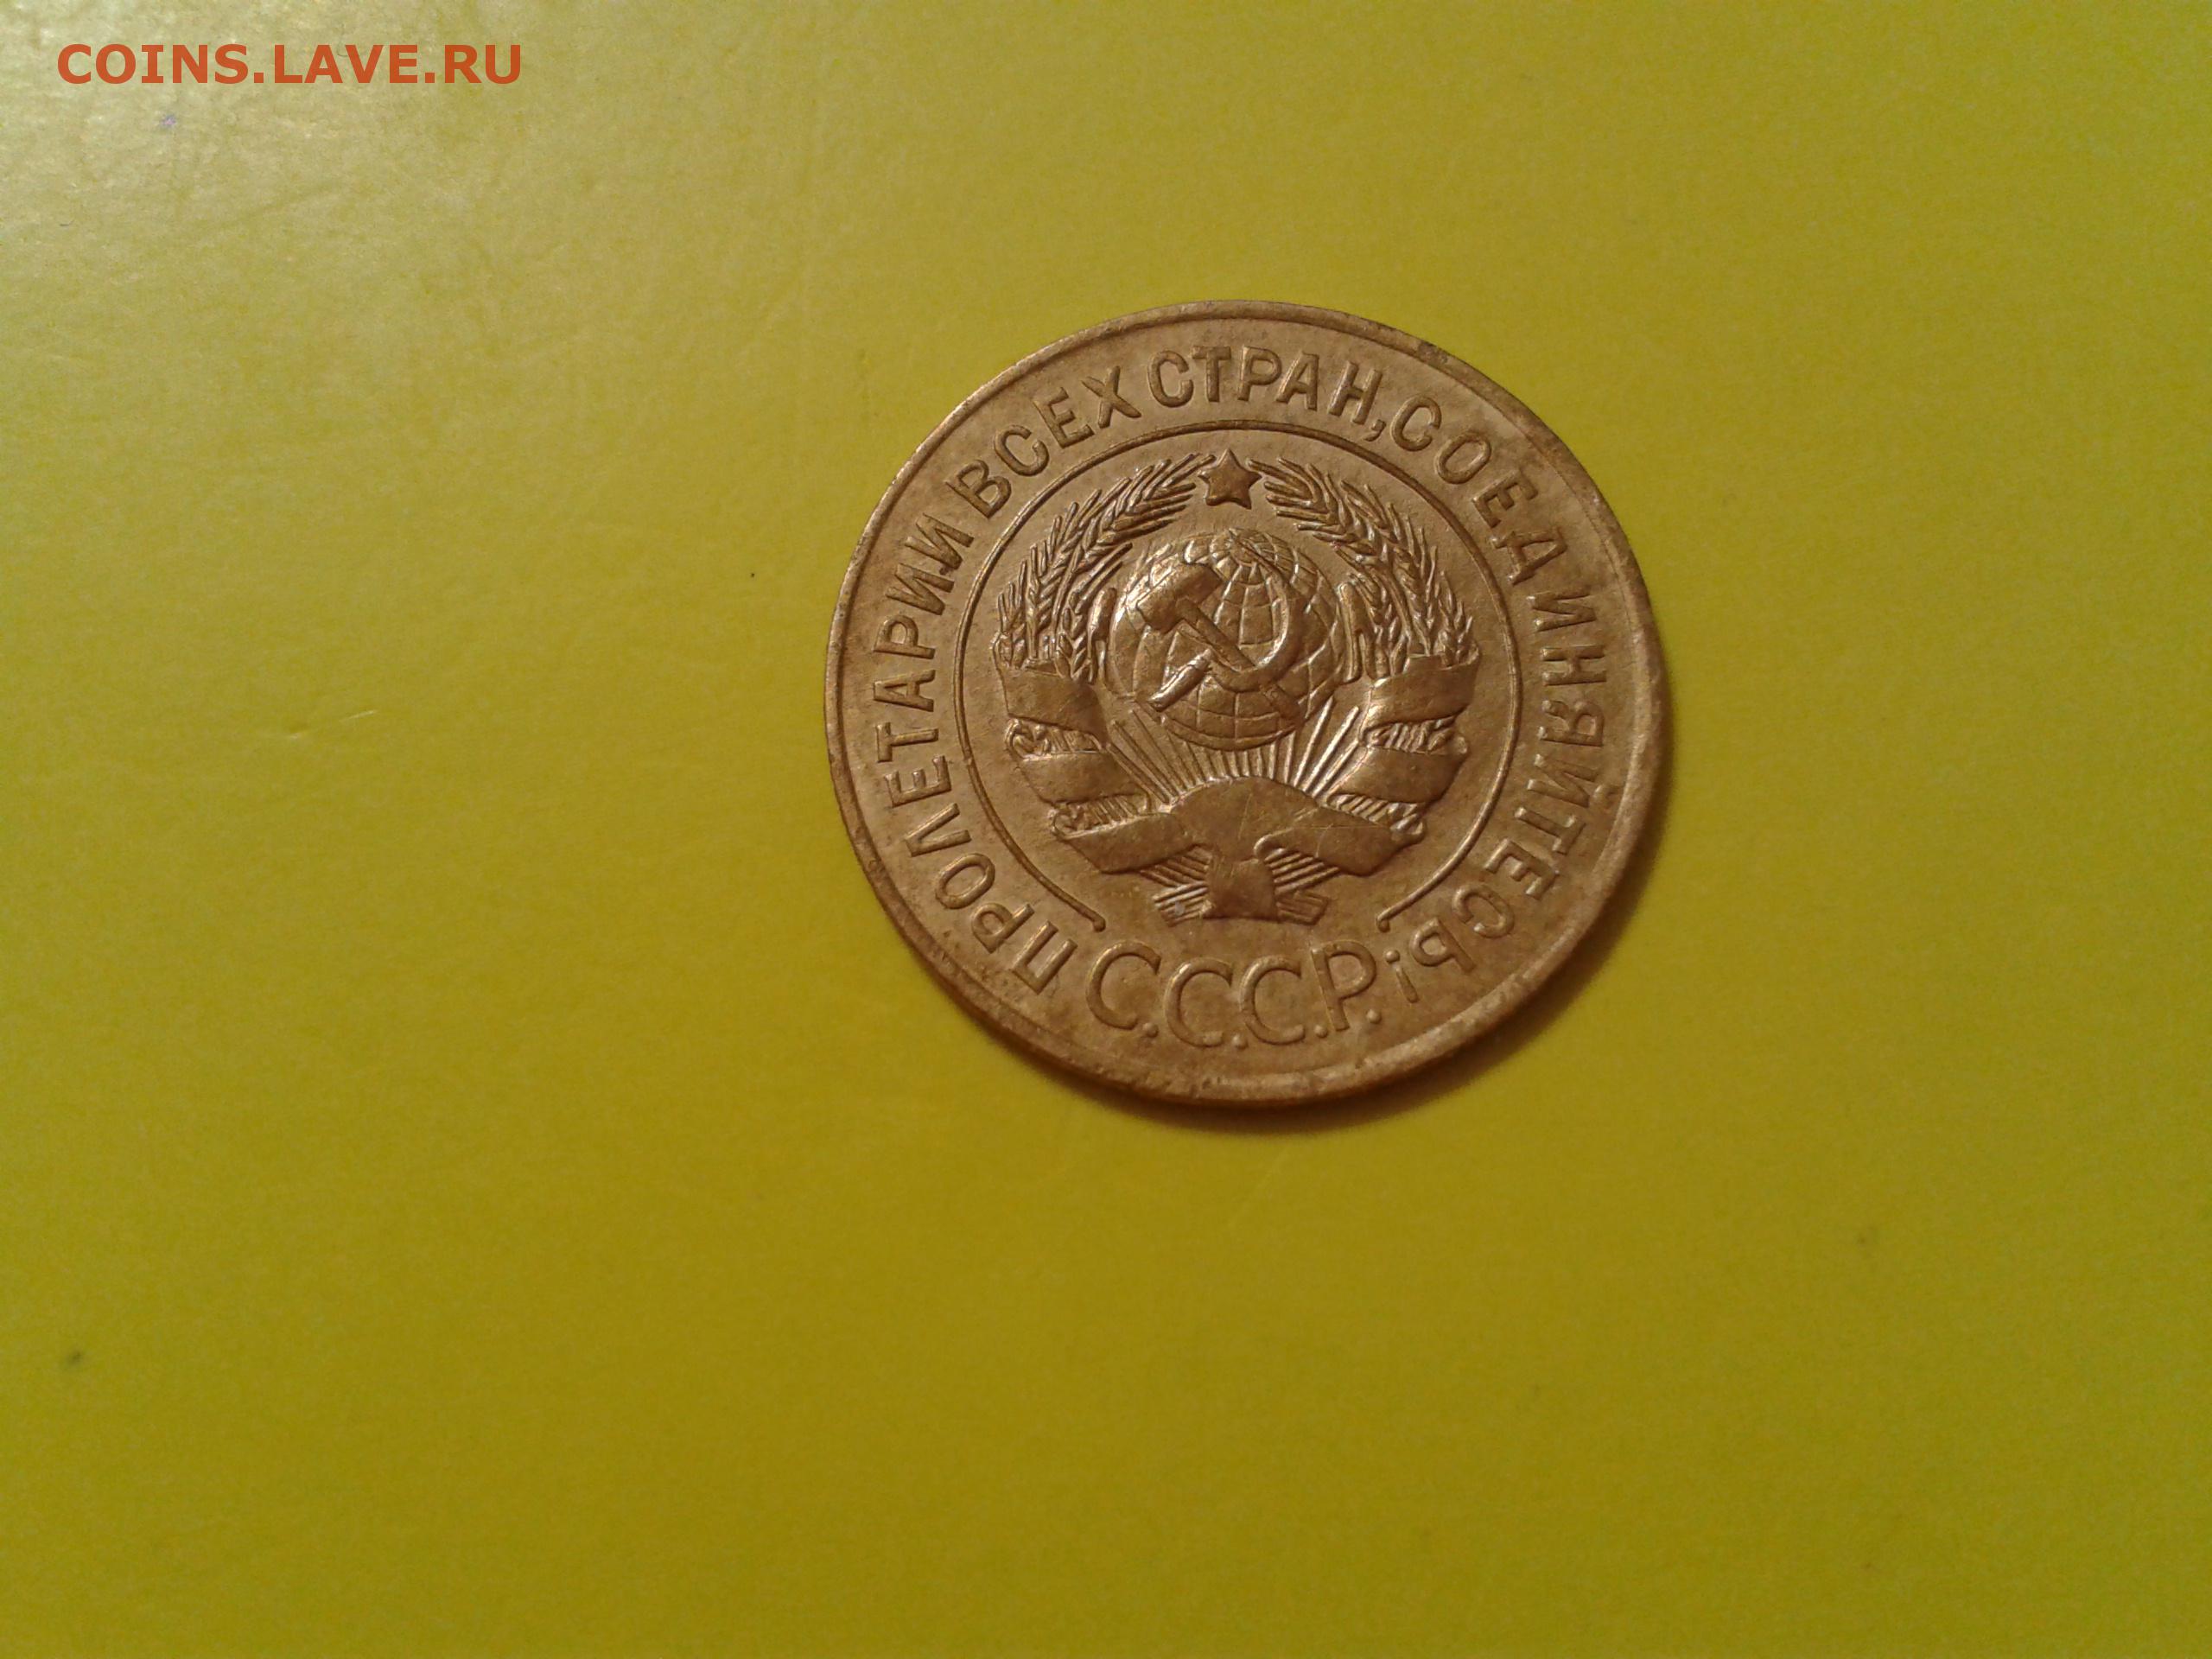 COINS.LAVE.RU
ПРОЛЕТАРИИ ВСЕХ СТРАН, СОЕДИНЯЙТЕСЬ!
С.С.С.Р.